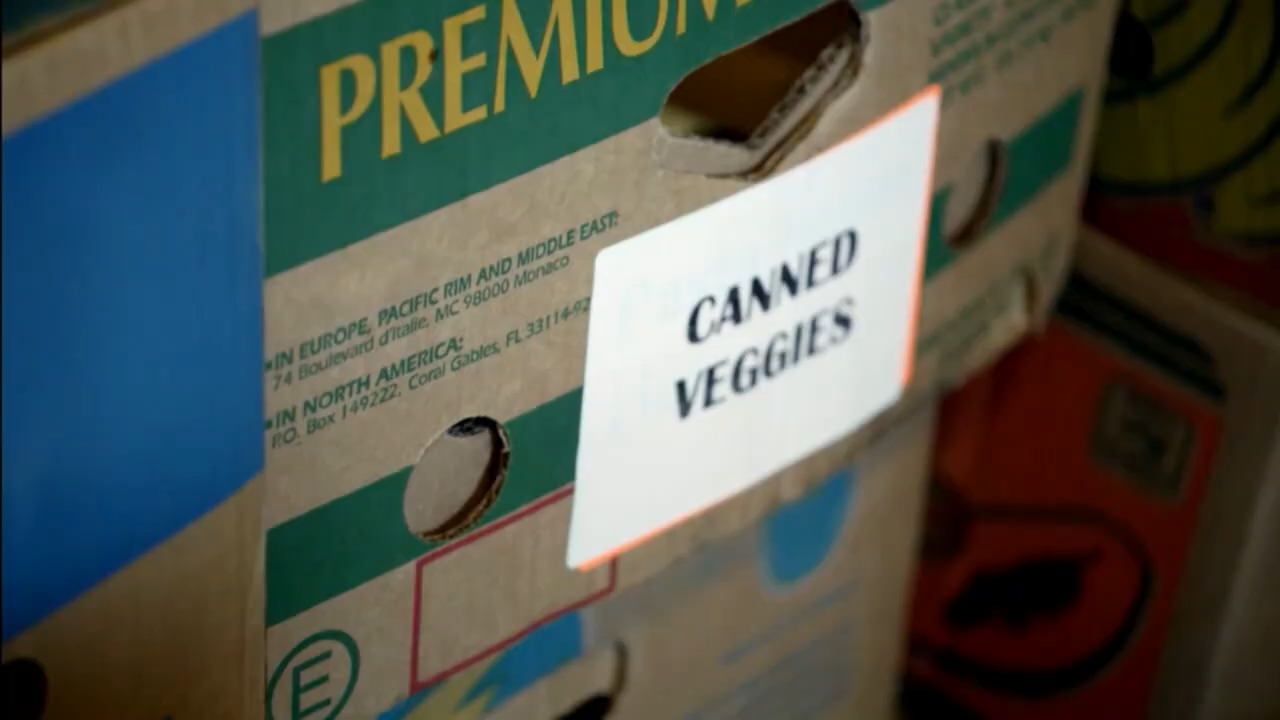 PREMIUM
IN EUROPE, PACIFIC RIM AND MIDDLE EAST:
74 Boulevard d'Italie, MC 98000 Monaco
IN NORTH AMERICA:
P.O. Box 149222, Coral Gables, FL 33114-92
CANNED
VEGGIES
E